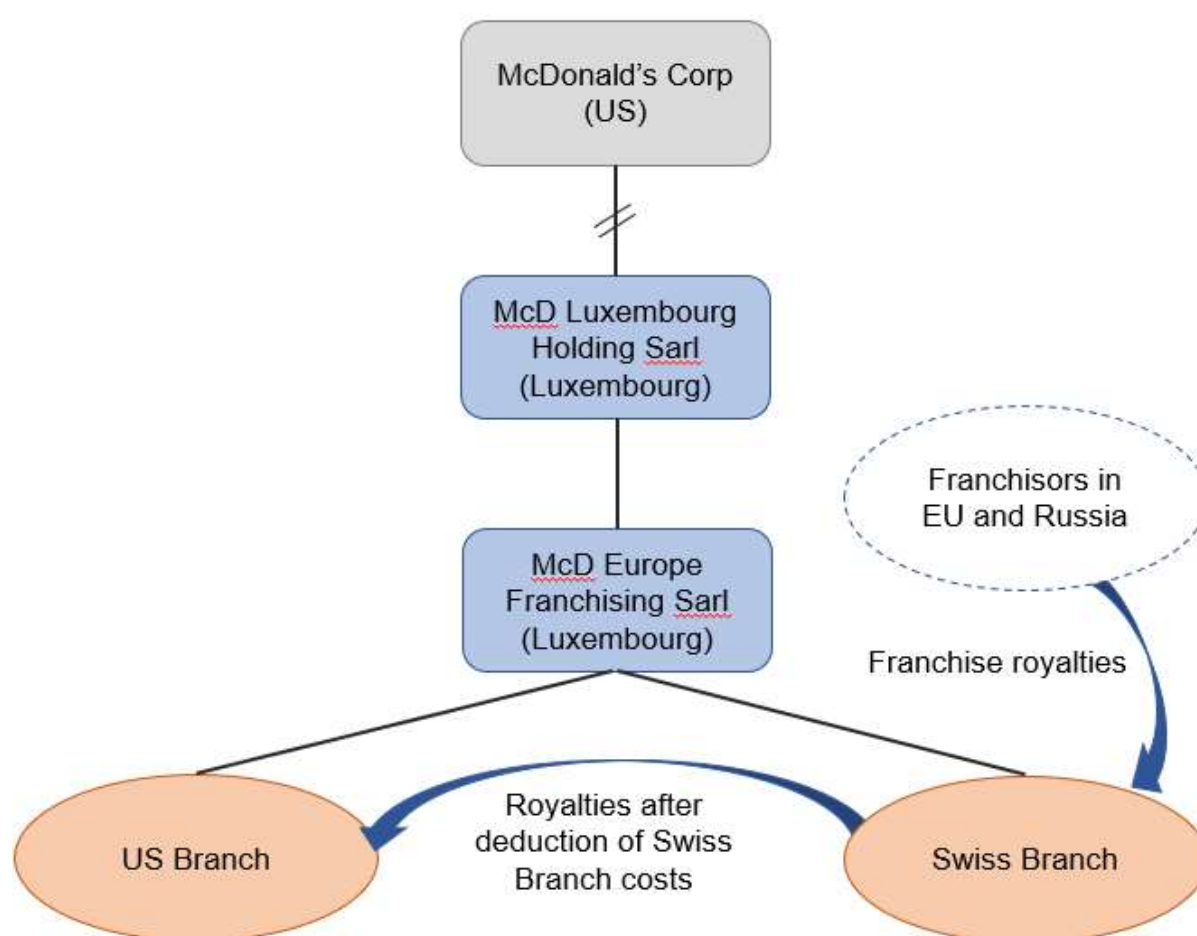 McDonald's Corp
(US)
McD Luxembourg
Holding Sarl
(Luxembourg)
Franchisors in
EU and Russia
McD Europe
Franchising Sarl
(Luxembourg)
Franchise royalties
US Branch
Royalties after
deduction of Swiss
Branch costs
Swiss Branch